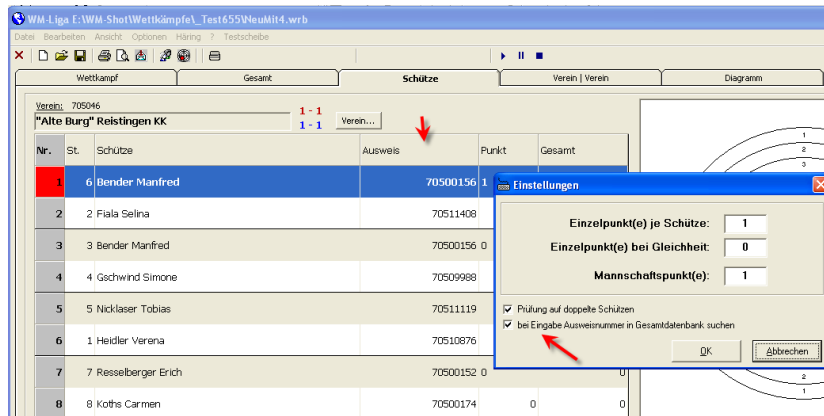 WM-Liga E:\WM-Shot\Wettkämpfe\_Test655\NeuMit4.wrb
Datei Bearbeiten Ansicht Optionen Häring ? Testscheibe
Wettkampf Gesamt Schütze Verein | Verein Diagramm
Verein: 705046
"Alte Burg" Reistingen KK
1 - 1
1 - 1
Verein...
Nr. St. Schütze Ausweis Punkt Gesamt
1 6 Bender Manfred 70500156 1
2 2 Fiala Selina 70511408
3 3 Bender Manfred 70500156 0
4 4 Gschwind Simone 70509988
5 5 Nicklaser Tobias 70511119
6 1 Heidler Verena 70510876
7 7 Resselberger Erich 70500152 0 0
8 8 Koths Carmen 70500174 0 0
Einstellungen
Einzelpunkt(e) je Schütze: 1
Einzelpunkt(e) bei Gleichheit: 0
Mannschaftspunkt(e): 1
Prüfung auf doppelte Schützen
bei Eingabe Ausweisnummer in Gesamtdatenbank suchen
OK Abbrechen
1
2
3
2
1